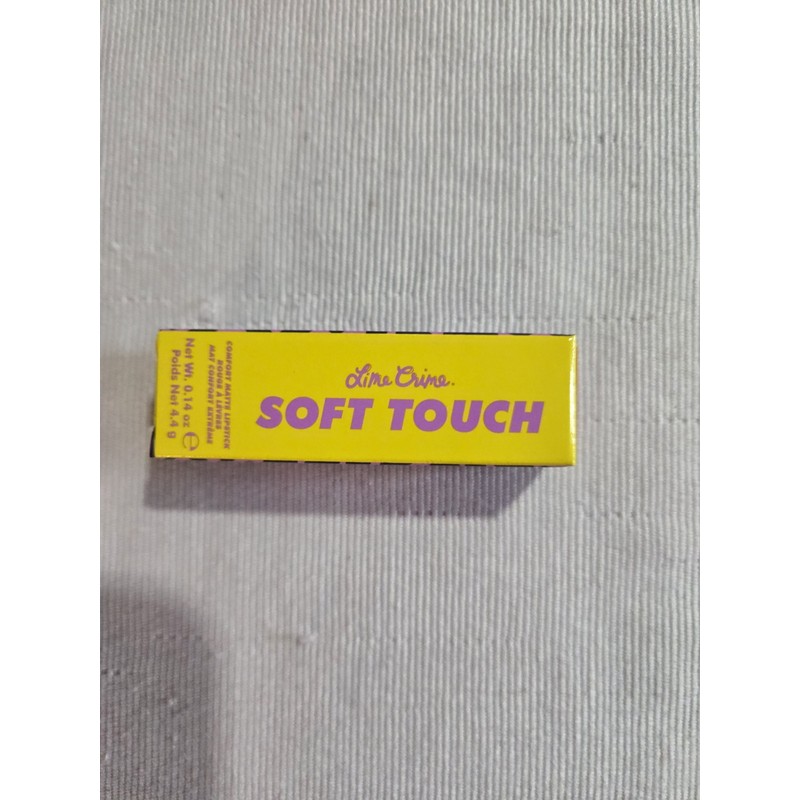 Lime Crime.
SOFT TOUCH
COMFORT MATTE LIPSTICK
ROUGE À LÈVRES
MAT CONFORT EXTRÊME
Net Wt. 0.14 oz ℮
Poids Net 4.4 g